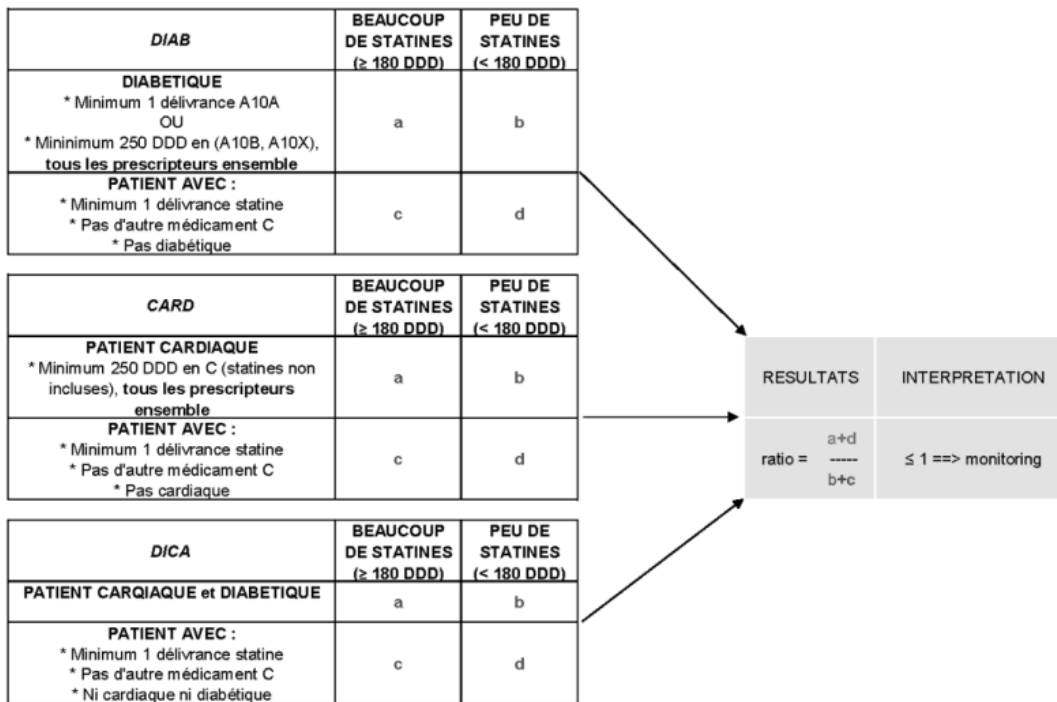 DIAB
BEAUCOUP
DE STATINES
(≥ 180 DDD)
PEU DE
STATINES
(< 180 DDD)
DIABETIQUE
* Minimum 1 délivrance A10A
OU
* Mininimum 250 DDD en (A10B, A10X),
tous les prescripteurs ensemble
a
b
PATIENT AVEC :
* Minimum 1 délivrance statine
* Pas d'autre médicament C
* Pas diabétique
c
d
CARD
BEAUCOUP
DE STATINES
(≥ 180 DDD)
PEU DE
STATINES
(< 180 DDD)
PATIENT CARDIAQUE
* Minimum 250 DDD en C (statines non
incluses), tous les prescripteurs
ensemble
a
b
PATIENT AVEC :
* Minimum 1 délivrance statine
* Pas d'autre médicament C
* Pas cardiaque
c
d
DICA
BEAUCOUP
DE STATINES
(≥ 180 DDD)
PEU DE
STATINES
(< 180 DDD)
PATIENT CARQIAQUE et DIABETIQUE
a
b
PATIENT AVEC :
* Minimum 1 délivrance statine
* Pas d'autre médicament C
* Ni cardiaque ni diabétique
c
d
RESULTATS
INTERPRETATION
ratio =
a+d
-----
b+c
≤ 1 ==> monitoring